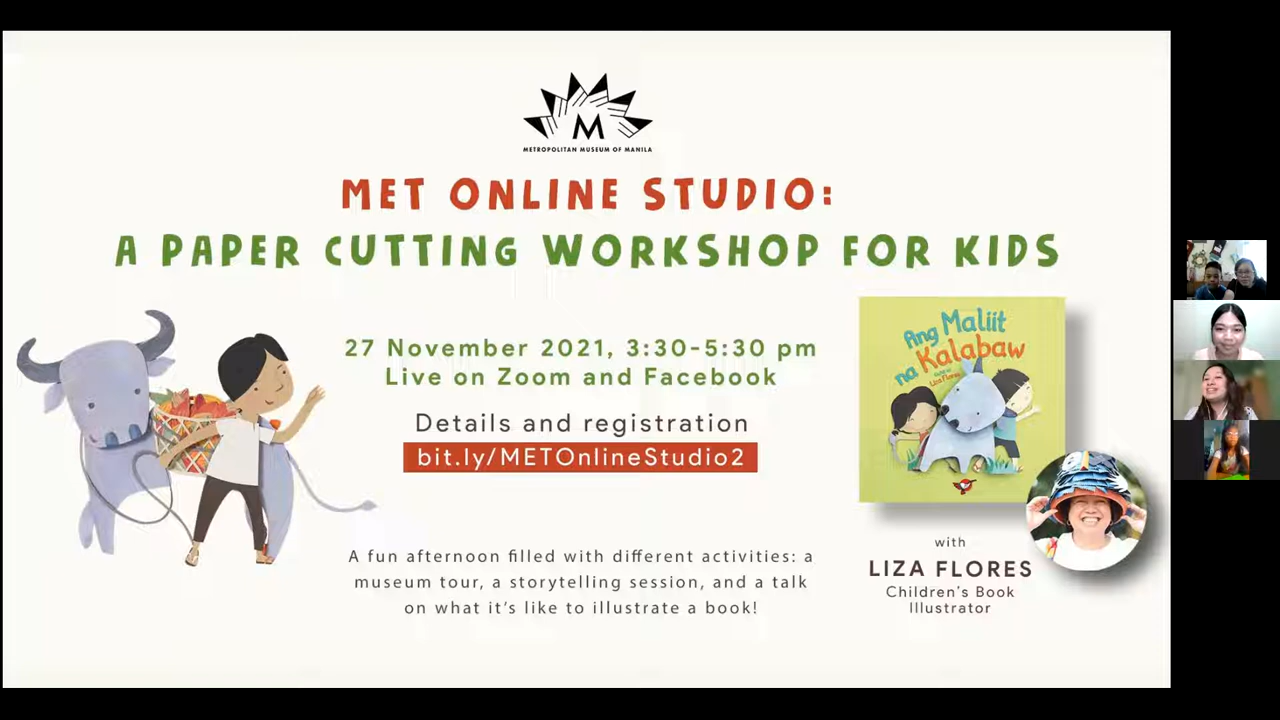 M
METROPOLITAN MUSEUM OF MANILA
MET ONLINE STUDIO:
A PAPER CUTTING WORKSHOP FOR KIDS
27 November 2021, 3:30-5:30 pm
Live on Zoom and Facebook
Details and registration
bit.ly/METOnlineStudio2
A fun afternoon filled with different activities: a
museum tour, a storytelling session, and a talk
on what it's like to illustrate a book!
Ang Maliit
na Kalabaw
Liza Flores
with
LIZA FLORES
Children's Book
Illustrator